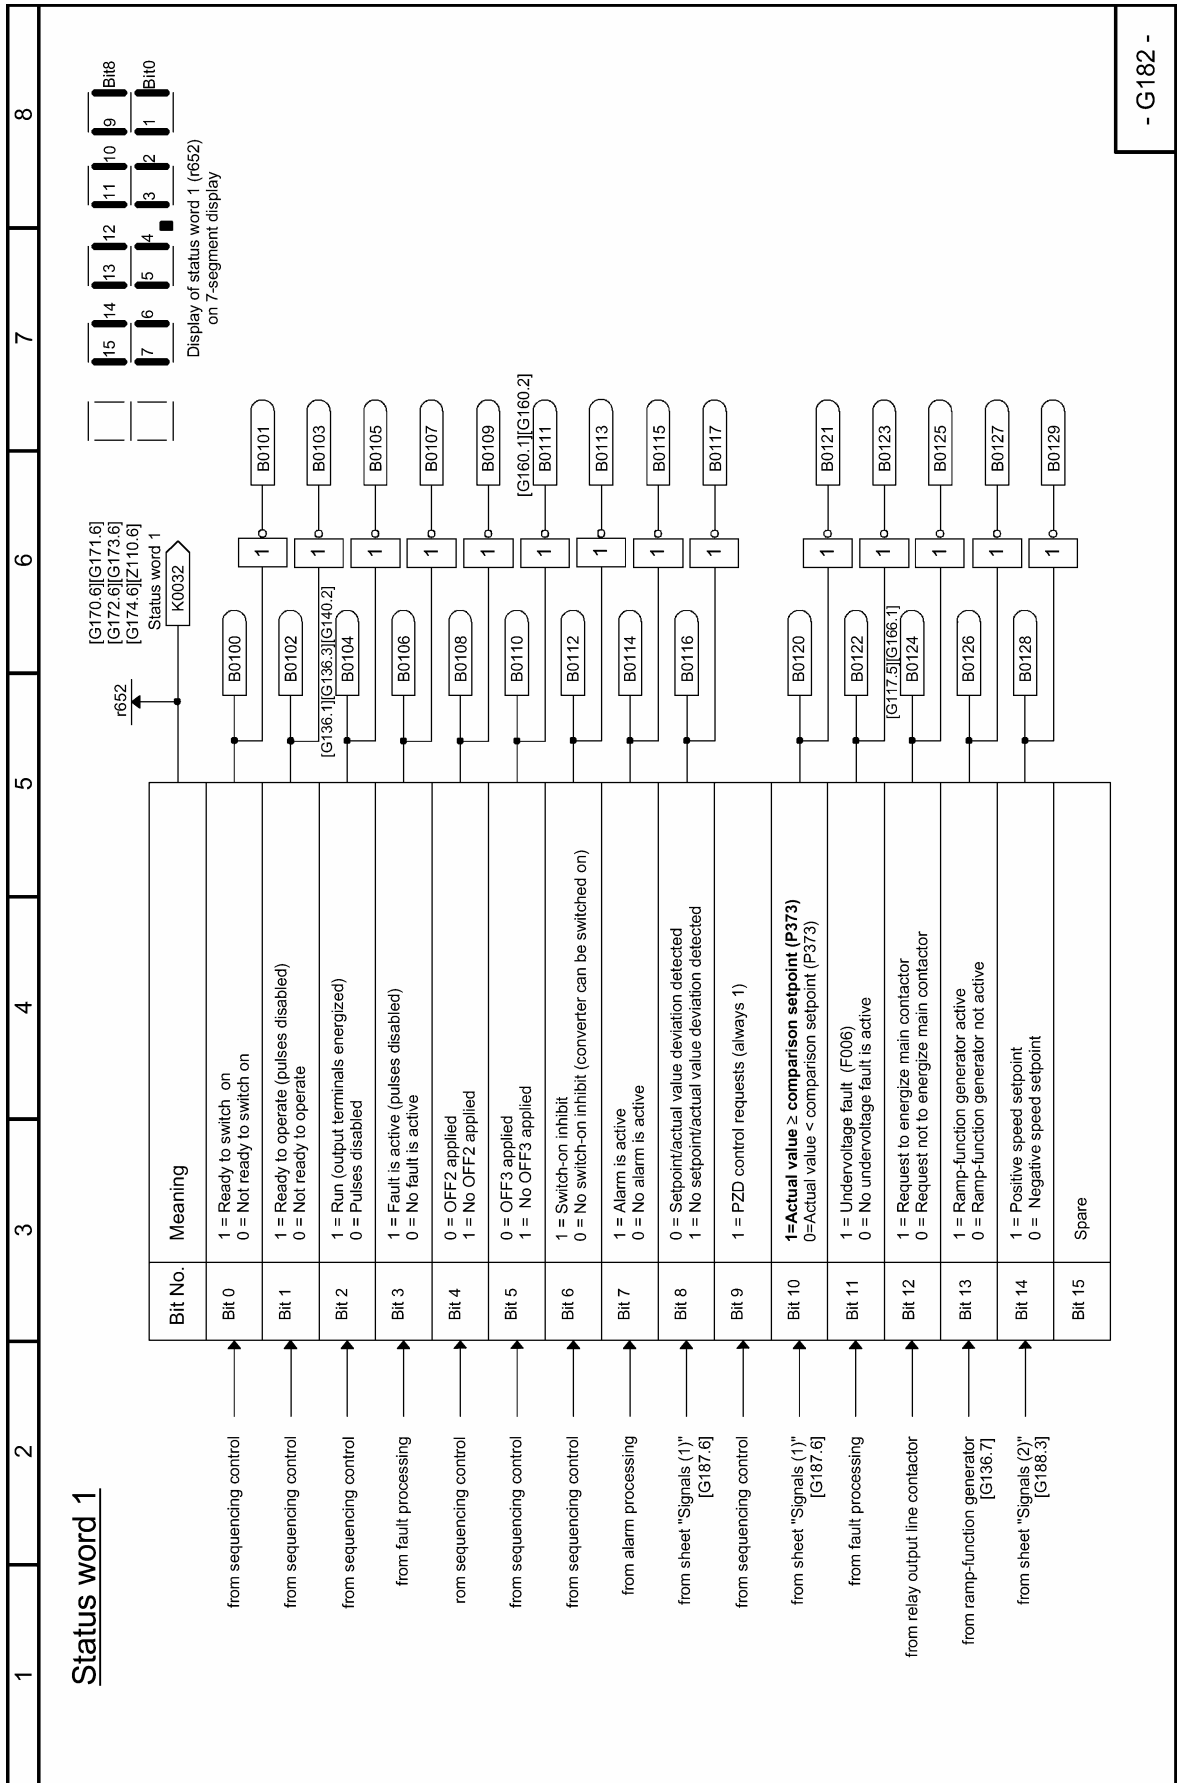 1 2 3 4 5 6 7 8
Status word 1
[G170.6][G171.6]
[G172.6][G173.6]
[G174.6][Z110.6]
Status word 1
r652
K0032
15 14 13 12 11 10 9 Bit8
7 6 5 4 3 2 1 Bit0
Display of status word 1 (r652)
on 7-segment display
Bit No. Meaning
from sequencing control Bit 0 1 = Ready to switch on B0100
0 = Not ready to switch on 1 B0101
from sequencing control Bit 1 1 = Ready to operate (pulses disabled) B0102
0 = Not ready to operate 1 B0103
[G136.1][G136.3][G140.2]
from sequencing control Bit 2 1 = Run (output terminals energized) B0104
0 = Pulses disabled 1 B0105
from fault processing Bit 3 1 = Fault is active (pulses disabled) B0106
0 = No fault is active 1 B0107
rom sequencing control Bit 4 0 = OFF2 applied B0108
1 = No OFF2 applied 1 B0109
[G160.1][G160.2]
from sequencing control Bit 5 0 = OFF3 applied B0110
1 = No OFF3 applied 1 B0111
from sequencing control Bit 6 1 = Switch-on inhibit B0112
0 = No switch-on inhibit (converter can be switched on) 1 B0113
from alarm processing Bit 7 1 = Alarm is active B0114
0 = No alarm is active 1 B0115
from sheet "Signals (1)" Bit 8 0 = Setpoint/actual value deviation detected B0116
[G187.6] 1 = No setpoint/actual value deviation detected 1 B0117
from sequencing control Bit 9 1 = PZD control requests (always 1)
from sheet "Signals (1)" Bit 10 1=Actual value ≥ comparison setpoint (P373) B0120
[G187.6] 0=Actual value < comparison setpoint (P373) 1 B0121
from fault processing Bit 11 1 = Undervoltage fault (F006) B0122
0 = No undervoltage fault is active 1 B0123
[G117.5][G166.1]
from relay output line contactor Bit 12 1 = Request to energize main contactor B0124
0 = Request not to energize main contactor 1 B0125
from ramp-function generator Bit 13 1 = Ramp-function generator active B0126
[G136.7] 0 = Ramp-function generator not active 1 B0127
from sheet "Signals (2)" Bit 14 1 = Positive speed setpoint B0128
[G188.3] 0 = Negative speed setpoint 1 B0129
Bit 15 Spare
- G182 -